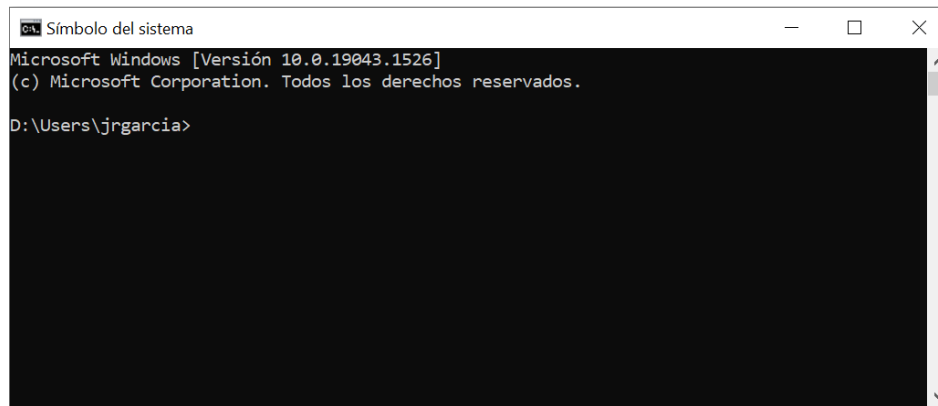 Símbolo del sistema
Microsoft Windows [Versión 10.0.19043.1526]
(c) Microsoft Corporation. Todos los derechos reservados.
D:\Users\jrgarcia>